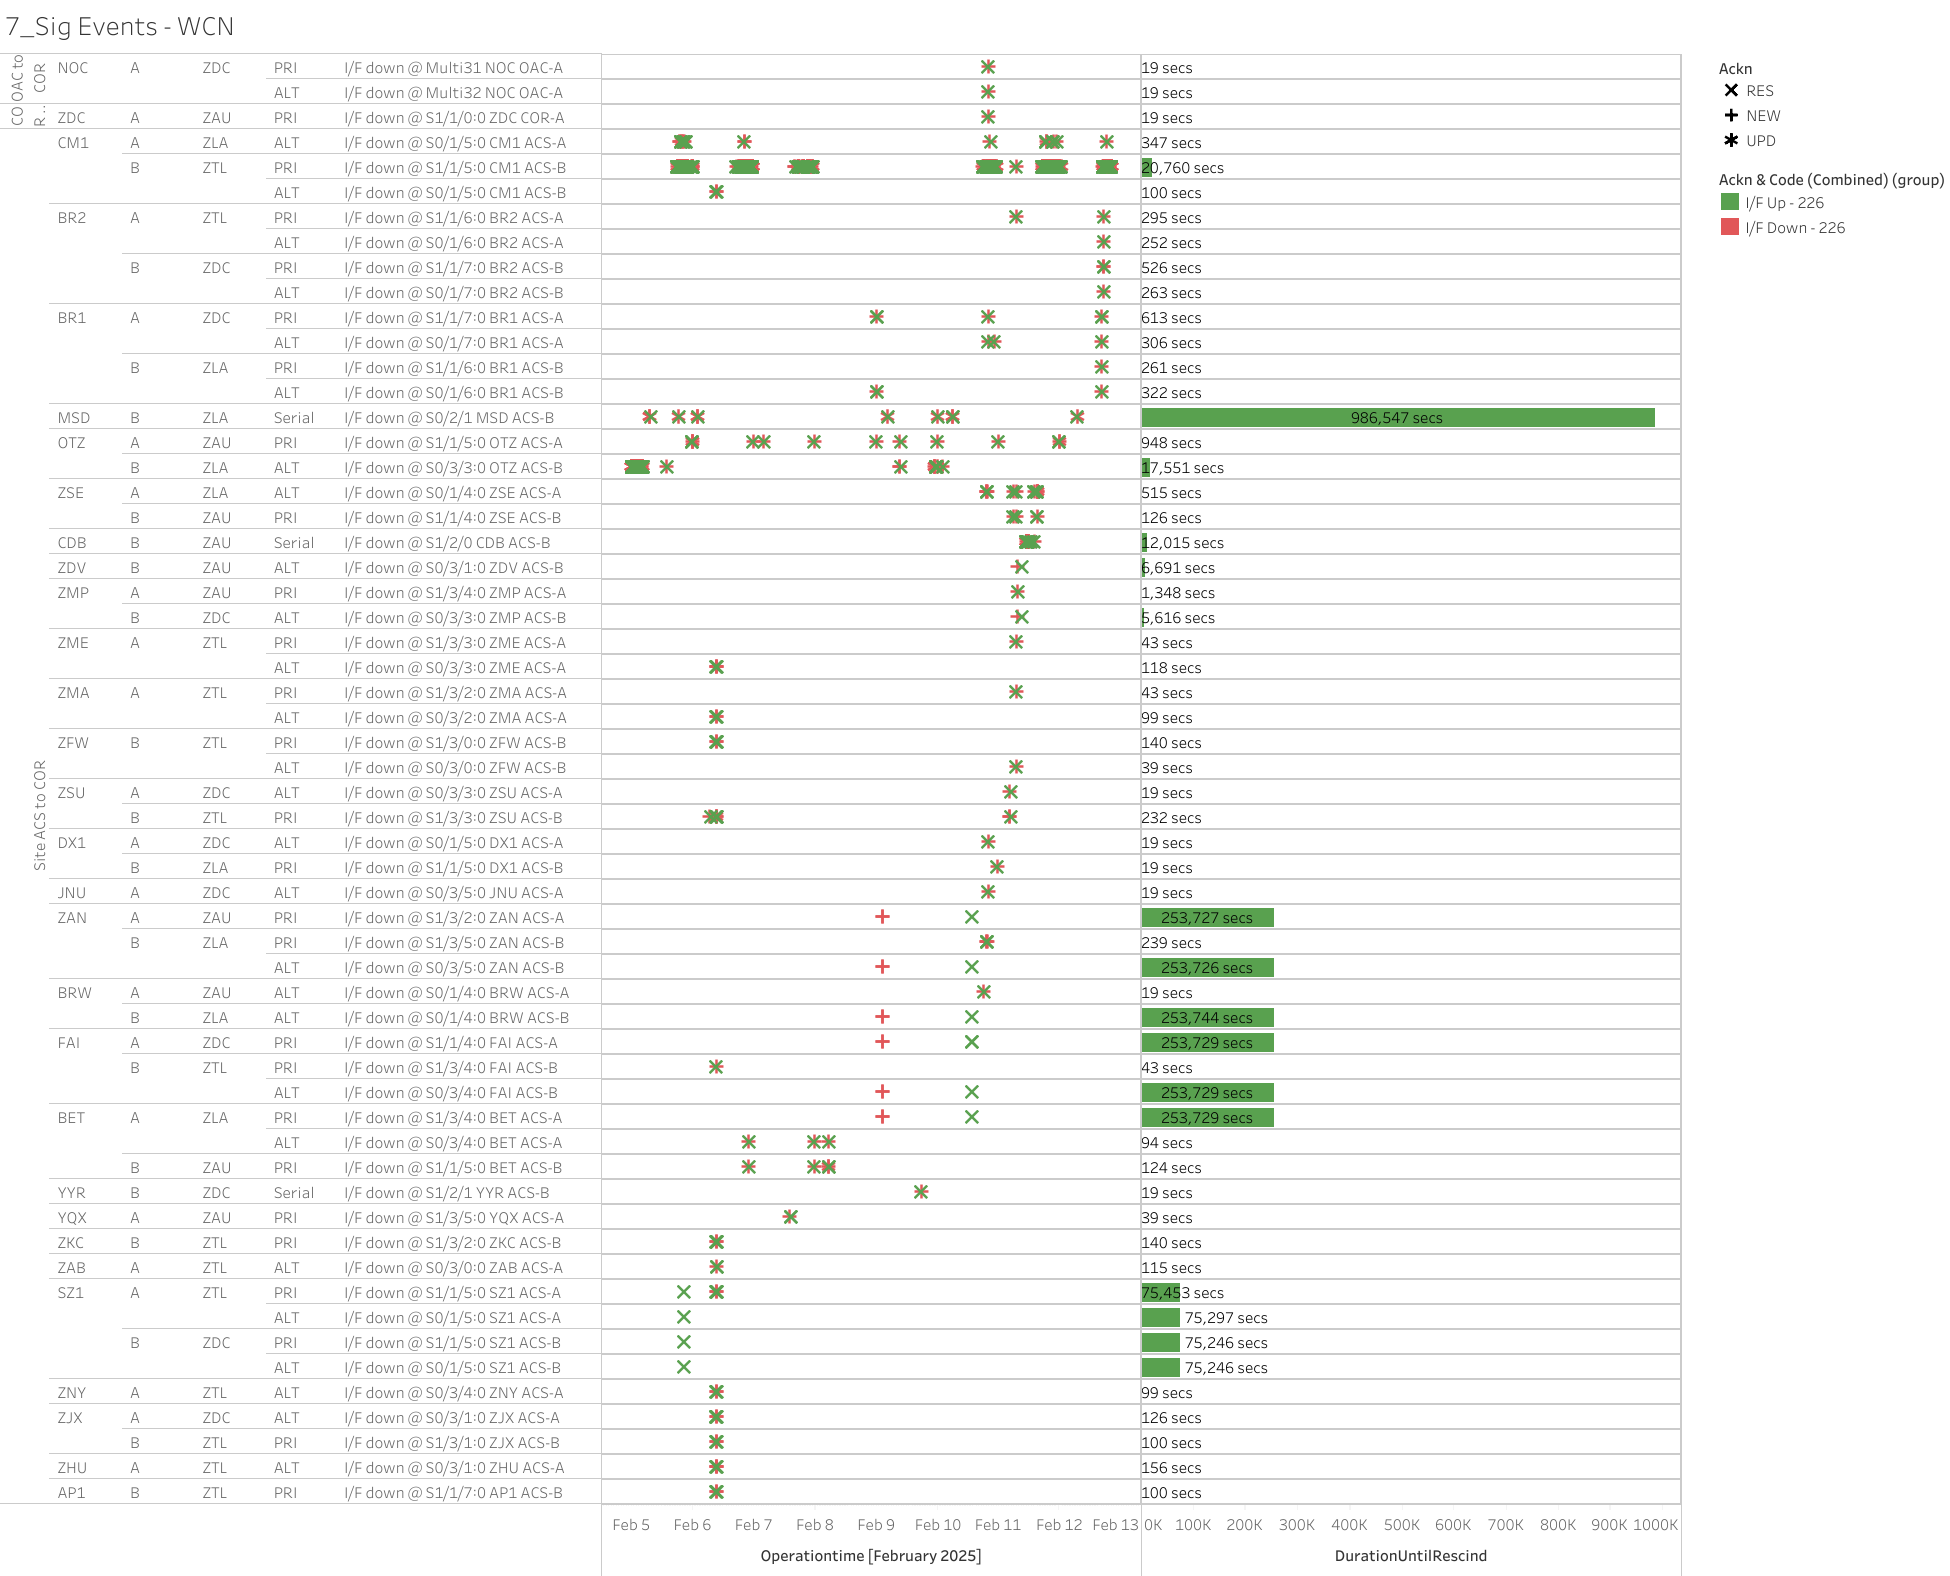 7_Sig Events - WCN
CO OAC to R... COR
NOC A ZDC PRI I/F down @ Multi31 NOC OAC-A 19 secs
ALT I/F down @ Multi32 NOC OAC-A 19 secs
ZDC A ZAU PRI I/F down @ S1/1/0:0 ZDC COR-A 19 secs
Site ACS to COR
CM1 A ZLA ALT I/F down @ S0/1/5:0 CM1 ACS-A 347 secs
B ZTL PRI I/F down @ S1/1/5:0 CM1 ACS-B 20,760 secs
ALT I/F down @ S0/1/5:0 CM1 ACS-B 100 secs
BR2 A ZTL PRI I/F down @ S1/1/6:0 BR2 ACS-A 295 secs
ALT I/F down @ S0/1/6:0 BR2 ACS-A 252 secs
B ZDC PRI I/F down @ S1/1/7:0 BR2 ACS-B 526 secs
ALT I/F down @ S0/1/7:0 BR2 ACS-B 263 secs
BR1 A ZDC PRI I/F down @ S1/1/7:0 BR1 ACS-A 613 secs
ALT I/F down @ S0/1/7:0 BR1 ACS-A 306 secs
B ZLA PRI I/F down @ S1/1/6:0 BR1 ACS-B 261 secs
ALT I/F down @ S0/1/6:0 BR1 ACS-B 322 secs
MSD B ZLA Serial I/F down @ S0/2/1 MSD ACS-B 986,547 secs
OTZ A ZAU PRI I/F down @ S1/1/5:0 OTZ ACS-A 948 secs
B ZLA ALT I/F down @ S0/3/3:0 OTZ ACS-B 17,551 secs
ZSE A ZLA ALT I/F down @ S0/1/4:0 ZSE ACS-A 515 secs
B ZAU PRI I/F down @ S1/1/4:0 ZSE ACS-B 126 secs
CDB B ZAU Serial I/F down @ S1/2/0 CDB ACS-B 12,015 secs
ZDV B ZAU ALT I/F down @ S0/3/1:0 ZDV ACS-B 6,691 secs
ZMP A ZAU PRI I/F down @ S1/3/4:0 ZMP ACS-A 1,348 secs
B ZDC ALT I/F down @ S0/3/3:0 ZMP ACS-B 5,616 secs
ZME A ZTL PRI I/F down @ S1/3/3:0 ZME ACS-A 43 secs
ALT I/F down @ S0/3/3:0 ZME ACS-A 118 secs
ZMA A ZTL PRI I/F down @ S1/3/2:0 ZMA ACS-A 43 secs
ALT I/F down @ S0/3/2:0 ZMA ACS-A 99 secs
ZFW B ZTL PRI I/F down @ S1/3/0:0 ZFW ACS-B 140 secs
ALT I/F down @ S0/3/0:0 ZFW ACS-B 39 secs
ZSU A ZDC ALT I/F down @ S0/3/3:0 ZSU ACS-A 19 secs
B ZTL PRI I/F down @ S1/3/3:0 ZSU ACS-B 232 secs
DX1 A ZDC ALT I/F down @ S0/1/5:0 DX1 ACS-A 19 secs
B ZLA PRI I/F down @ S1/1/5:0 DX1 ACS-B 19 secs
JNU A ZDC ALT I/F down @ S0/3/5:0 JNU ACS-A 19 secs
ZAN A ZAU PRI I/F down @ S1/3/2:0 ZAN ACS-A 253,727 secs
B ZLA PRI I/F down @ S1/3/5:0 ZAN ACS-B 239 secs
ALT I/F down @ S0/3/5:0 ZAN ACS-B 253,726 secs
BRW A ZAU ALT I/F down @ S0/1/4:0 BRW ACS-A 19 secs
B ZLA ALT I/F down @ S0/1/4:0 BRW ACS-B 253,744 secs
FAI A ZDC PRI I/F down @ S1/1/4:0 FAI ACS-A 253,729 secs
B ZTL PRI I/F down @ S1/3/4:0 FAI ACS-B 43 secs
ALT I/F down @ S0/3/4:0 FAI ACS-B 253,729 secs
BET A ZLA PRI I/F down @ S1/3/4:0 BET ACS-A 253,729 secs
ALT I/F down @ S0/3/4:0 BET ACS-A 94 secs
B ZAU PRI I/F down @ S1/1/5:0 BET ACS-B 124 secs
YYR B ZDC Serial I/F down @ S1/2/1 YYR ACS-B 19 secs
YQX A ZAU PRI I/F down @ S1/3/5:0 YQX ACS-A 39 secs
ZKC B ZTL PRI I/F down @ S1/3/2:0 ZKC ACS-B 140 secs
ZAB A ZTL ALT I/F down @ S0/3/0:0 ZAB ACS-A 115 secs
SZ1 A ZTL PRI I/F down @ S1/1/5:0 SZ1 ACS-A 75,453 secs
ALT I/F down @ S0/1/5:0 SZ1 ACS-A 75,297 secs
B ZDC PRI I/F down @ S1/1/5:0 SZ1 ACS-B 75,246 secs
ALT I/F down @ S0/1/5:0 SZ1 ACS-B 75,246 secs
ZNY A ZTL ALT I/F down @ S0/3/4:0 ZNY ACS-A 99 secs
ZJX A ZDC ALT I/F down @ S0/3/1:0 ZJX ACS-A 126 secs
B ZTL PRI I/F down @ S1/3/1:0 ZJX ACS-B 100 secs
ZHU A ZTL ALT I/F down @ S0/3/1:0 ZHU ACS-A 156 secs
AP1 B ZTL PRI I/F down @ S1/1/7:0 AP1 ACS-B 100 secs
Feb 5 Feb 6 Feb 7 Feb 8 Feb 9 Feb 10 Feb 11 Feb 12 Feb 13 0K 100K 200K 300K 400K 500K 600K 700K 800K 900K 1000K
Operationtime [February 2025] DurationUntilRescind
Ackn
RES
NEW
UPD
Ackn & Code (Combined) (group)
I/F Up - 226
I/F Down - 226